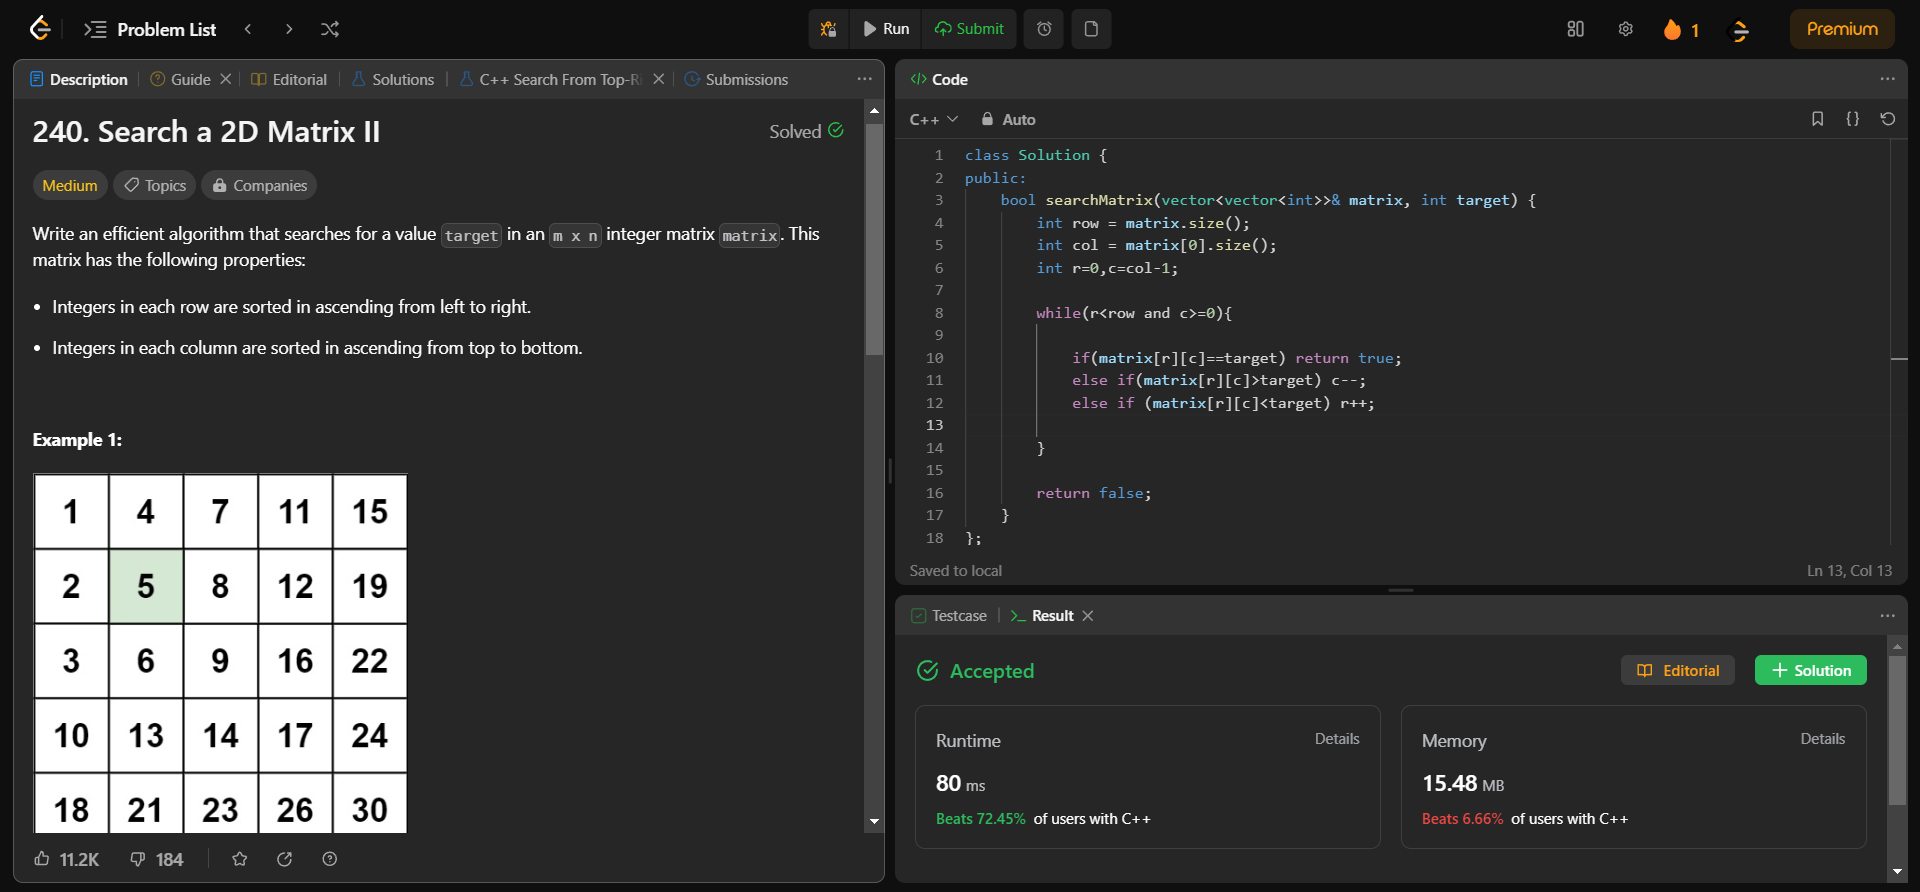 Problem List
Run
Submit
1
Premium
Description
Guide
Editorial
Solutions
C++ Search From Top-Ri
Submissions
240. Search a 2D Matrix II
Solved
Medium
Topics
Companies
Write an efficient algorithm that searches for a value target in an m x n integer matrix matrix. This
matrix has the following properties:
• Integers in each row are sorted in ascending from left to right.
• Integers in each column are sorted in ascending from top to bottom.
Example 1:
1 4 7 11 15
2 5 8 12 19
3 6 9 16 22
10 13 14 17 24
18 21 23 26 30
11.2K
184
</> Code
C++
Auto
{}
1 class Solution {
2 public:
3 bool searchMatrix(vector<vector<int>>& matrix, int target) {
4 int row = matrix.size();
5 int col = matrix[0].size();
6 int r=0,c=col-1;
7
8 while(r<row and c>=0){
9
10 if(matrix[r][c]==target) return true;
11 else if(matrix[r][c]>target) c--;
12 else if (matrix[r][c]<target) r++;
13
14 }
15
16 return false;
17 }
18 };
Saved to local
Ln 13, Col 13
Testcase
>_ Result
Accepted
Editorial
+ Solution
Runtime
Details
80 ms
Beats 72.45% of users with C++
Memory
Details
15.48 MB
Beats 6.66% of users with C++